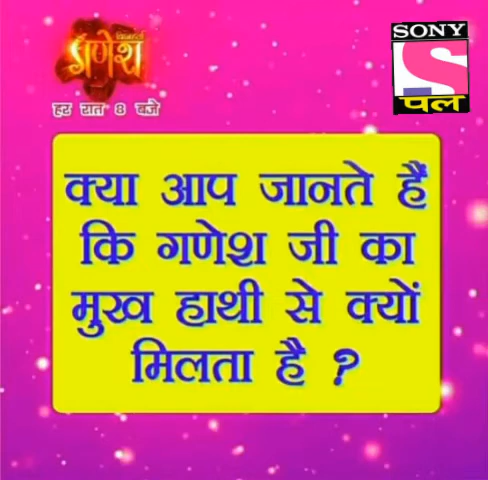 गणेश
हर रात 8 बजे
SONY
S
पल
क्या आप जानते हैं
कि गणेश जी का
मुख हाथी से क्यों
मिलता है ?